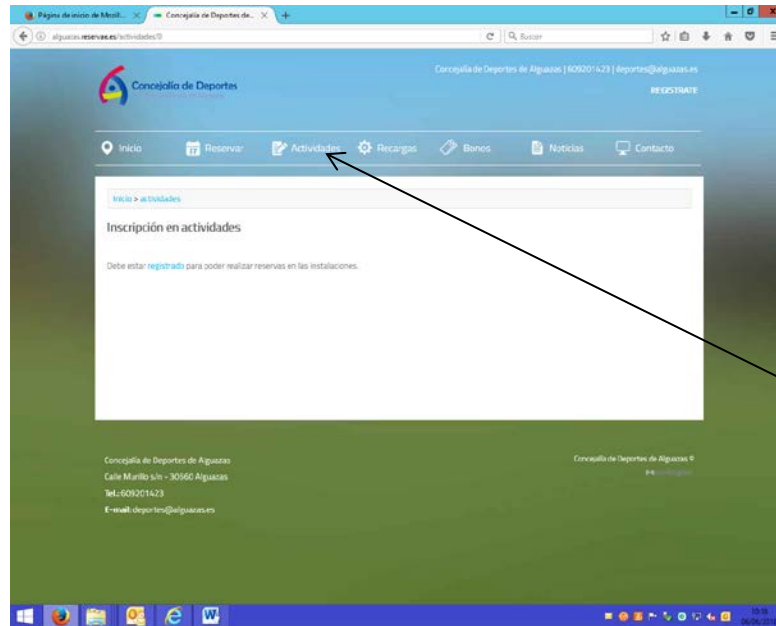 Página de inicio de Mozill...
Concejalía de Deportes de...
alguazas.reservaes.es/actividades/0
Buscar
Concejalía de Deportes
Concejalía de Deportes de Alguazas | 609201423 | deportes@alguazas.es
REGISTRATE
Inicio
Reservar
Actividades
Recargas
Bonos
Noticias
Contacto
Inicio > actividades
Inscripción en actividades
Debe estar registrado para poder realizar reservas en las instalaciones.
Concejalía de Deportes de Alguazas
Calle Murillo s/n - 30560 Alguazas
Tel.: 609201423
E-mail: deportes@alguazas.es
Concejalía de Deportes de Alguazas ©